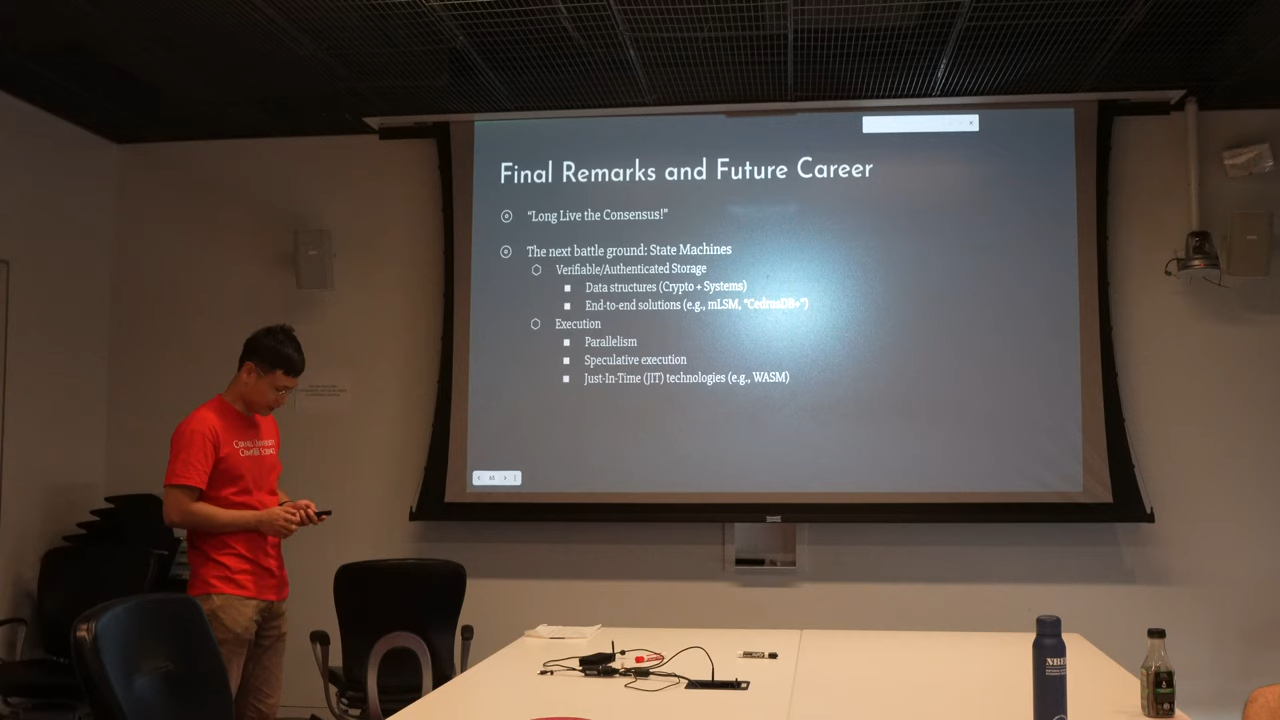 Final Remarks and Future Career
“Long Live the Consensus!”
The next battle ground: State Machines
Verifiable/Authenticated Storage
Data structures (Crypto + Systems)
End-to-end solutions (e.g., mLSM, “CedrusDB+”)
Execution
Parallelism
Speculative execution
Just-In-Time (JIT) technologies (e.g., WASM)
CORNELL UNIVERSITY
COMPUTER SCIENCE